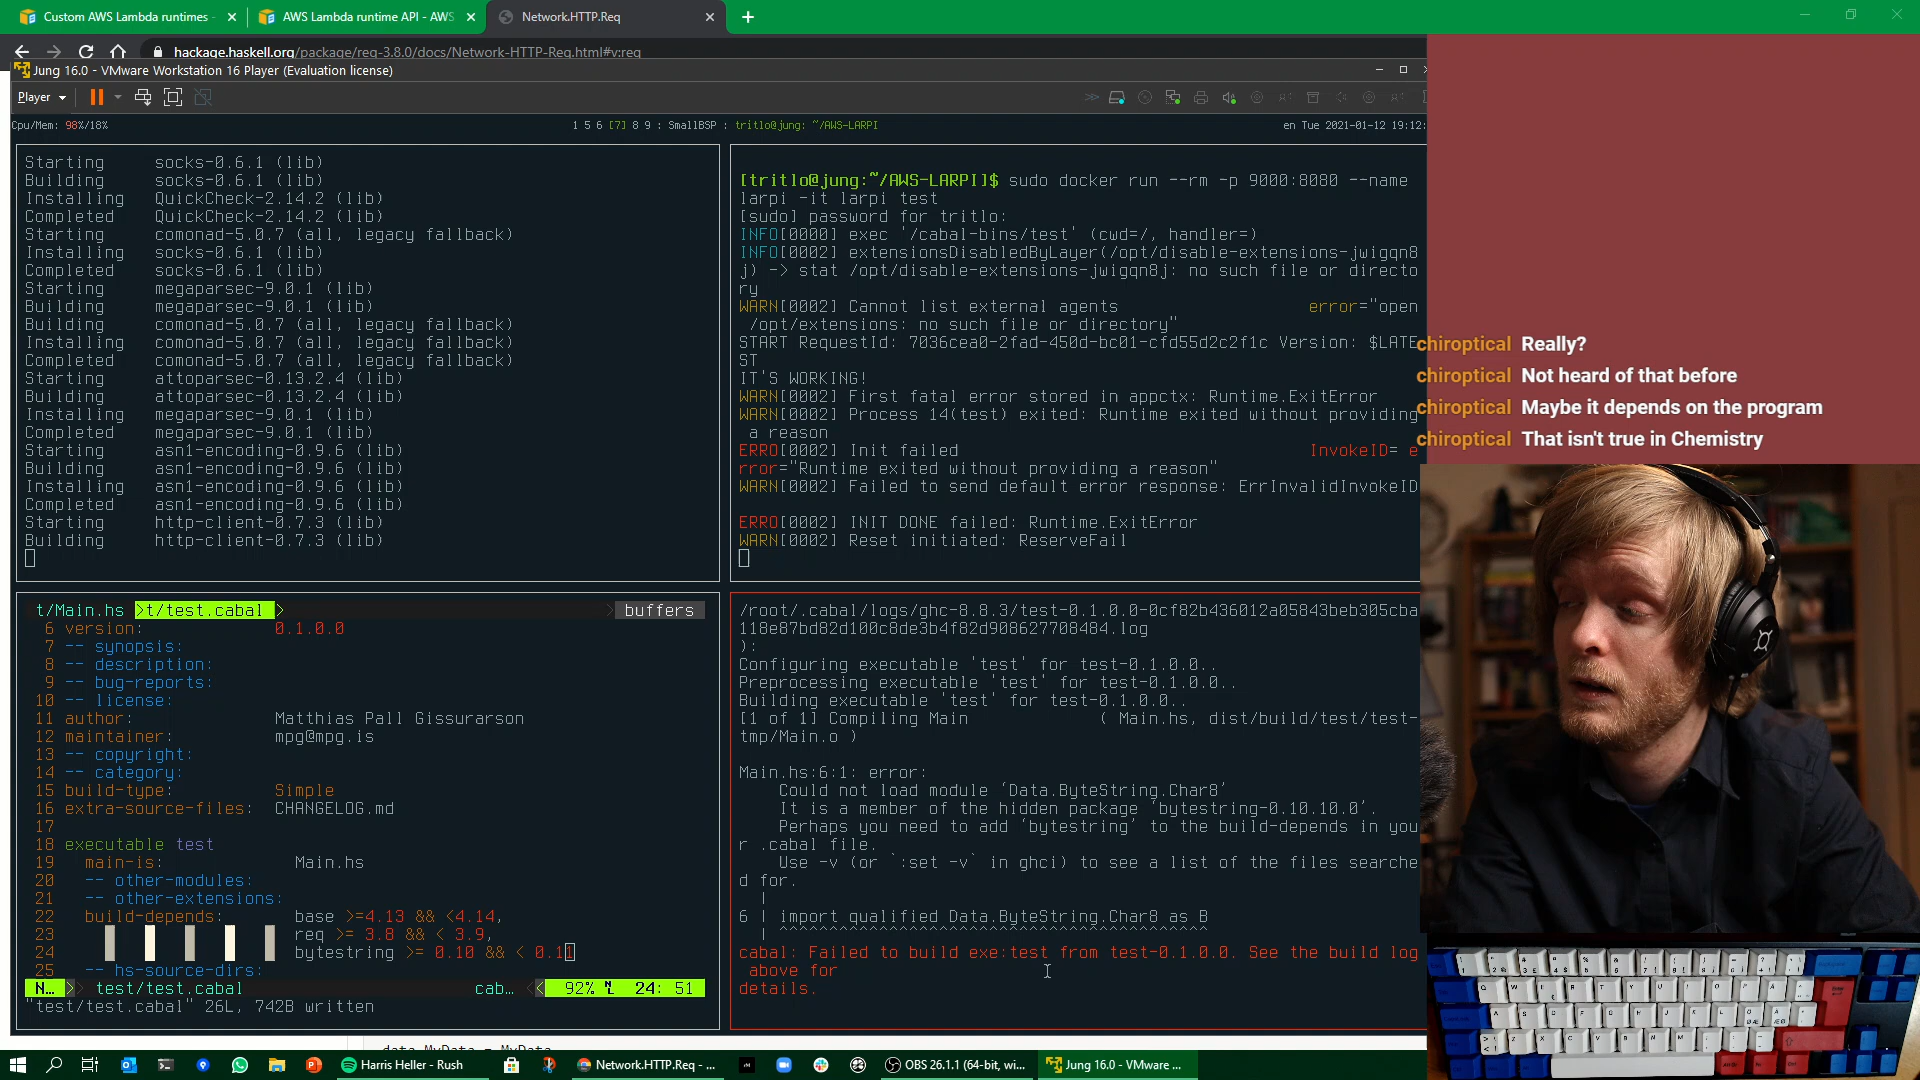 Custom AWS Lambda runtimes -
AWS Lambda runtime API - AWS
Network.HTTP.Req
hackage.haskell.org/package/req-3.8.0/docs/Network-HTTP-Req.html#v:req
Jung 16.0 - VMware Workstation 16 Player (Evaluation license)
Player
Cpu/Mem: 98%/18%
1 5 6 [7] 8 9 : SmallBSP : tritlo@jung: ~/AWS-LARPI
en Tue 2021-01-12 19:12:
Starting socks-0.6.1 (lib)
Building socks-0.6.1 (lib)
Installing QuickCheck-2.14.2 (lib)
Completed QuickCheck-2.14.2 (lib)
Starting comonad-5.0.7 (all, legacy fallback)
Installing socks-0.6.1 (lib)
Completed socks-0.6.1 (lib)
Starting megaparsec-9.0.1 (lib)
Building megaparsec-9.0.1 (lib)
Building comonad-5.0.7 (all, legacy fallback)
Installing comonad-5.0.7 (all, legacy fallback)
Completed comonad-5.0.7 (all, legacy fallback)
Starting attoparsec-0.13.2.4 (lib)
Building attoparsec-0.13.2.4 (lib)
Installing megaparsec-9.0.1 (lib)
Completed megaparsec-9.0.1 (lib)
Starting asn1-encoding-0.9.6 (lib)
Building asn1-encoding-0.9.6 (lib)
Installing asn1-encoding-0.9.6 (lib)
Completed asn1-encoding-0.9.6 (lib)
Starting http-client-0.7.3 (lib)
Building http-client-0.7.3 (lib)
[tritlo@jung:~/AWS-LARPI]$ sudo docker run --rm -p 9000:8080 --name
larpi -it larpi test
[sudo] password for tritlo:
INFO[0000] exec '/cabal-bins/test' (cwd=/, handler=)
INFO[0002] extensionsDisabledByLayer(/opt/disable-extensions-jwigqn8
j) -> stat /opt/disable-extensions-jwigqn8j: no such file or directo
ry
WARN[0002] Cannot list external agents error="open
/opt/extensions: no such file or directory"
START RequestId: 7036cea0-2fad-450d-bc01-cfd55d2c2f1c Version: $LATE
ST
IT'S WORKING!
WARN[0002] First fatal error stored in appctx: Runtime.ExitError
WARN[0002] Process 14(test) exited: Runtime exited without providing
a reason
ERRO[0002] Init failed InvokeID= e
rror="Runtime exited without providing a reason"
WARN[0002] Failed to send default error response: ErrInvalidInvokeID
ERRO[0002] INIT DONE failed: Runtime.ExitError
WARN[0002] Reset initiated: ReserveFail
chiroptical Really?
chiroptical Not heard of that before
chiroptical Maybe it depends on the program
chiroptical That isn't true in Chemistry
t/Main.hs >t/test.cabal > buffers
6 version: 0.1.0.0
7 -- synopsis:
8 -- description:
9 -- bug-reports:
10 -- license:
11 author: Matthias Pall Gissurarson
12 maintainer: mpg@mpg.is
13 -- copyright:
14 -- category:
15 build-type: Simple
16 extra-source-files: CHANGELOG.md
17
18 executable test
19 main-is: Main.hs
20 -- other-modules:
21 -- other-extensions:
22 build-depends: base >=4.13 && <4.14,
23 req >= 3.8 && < 3.9,
24 bytestring >= 0.10 && < 0.11
25 -- hs-source-dirs:
N... > test/test.cabal cab... < 92% 24: 51
"test/test.cabal" 26L, 742B written
/root/.cabal/logs/ghc-8.8.3/test-0.1.0.0-0cf82b436012a05843beb305cba
118e87bd82d100c8de3b4f82d908627708484.log
):
Configuring executable 'test' for test-0.1.0.0..
Preprocessing executable 'test' for test-0.1.0.0..
Building executable 'test' for test-0.1.0.0..
[1 of 1] Compiling Main ( Main.hs, dist/build/test/test-
tmp/Main.o )
Main.hs:6:1: error:
Could not load module ‘Data.ByteString.Char8’
It is a member of the hidden package ‘bytestring-0.10.10.0’.
Perhaps you need to add ‘bytestring’ to the build-depends in you
r .cabal file.
Use -v (or `:set -v` in ghci) to see a list of the files searche
d for.
|
6 | import qualified Data.ByteString.Char8 as B
| ^^^^^^^^^^^^^^^^^^^^^^^^^^^^^^^^^^^^^^^^^^^
cabal: Failed to build exe:test from test-0.1.0.0. See the build log
above for
details.
Harris Heller - Rush
Network.HTTP.Req - ...
OBS 26.1.1 (64-bit, wi...
Jung 16.0 - VMware ...